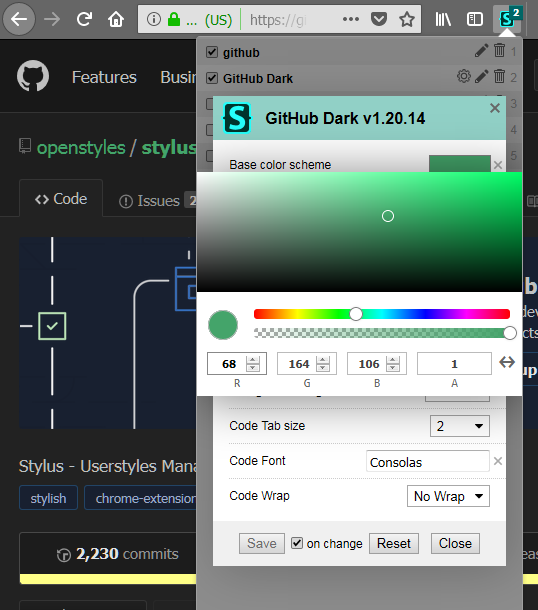 ... (US) https://gi
2
Features Busin
github 1
GitHub Dark 2
3
4
5
GitHub Dark v1.20.14
openstyles / stylus
Base color scheme
Code Issues 2
68 164 106 1
R G B A
Code Tab size 2
Code Font Consolas
Code Wrap No Wrap
Stylus - Userstyles Mana
stylish chrome-extension
Save on change Reset Close
2,230 commits